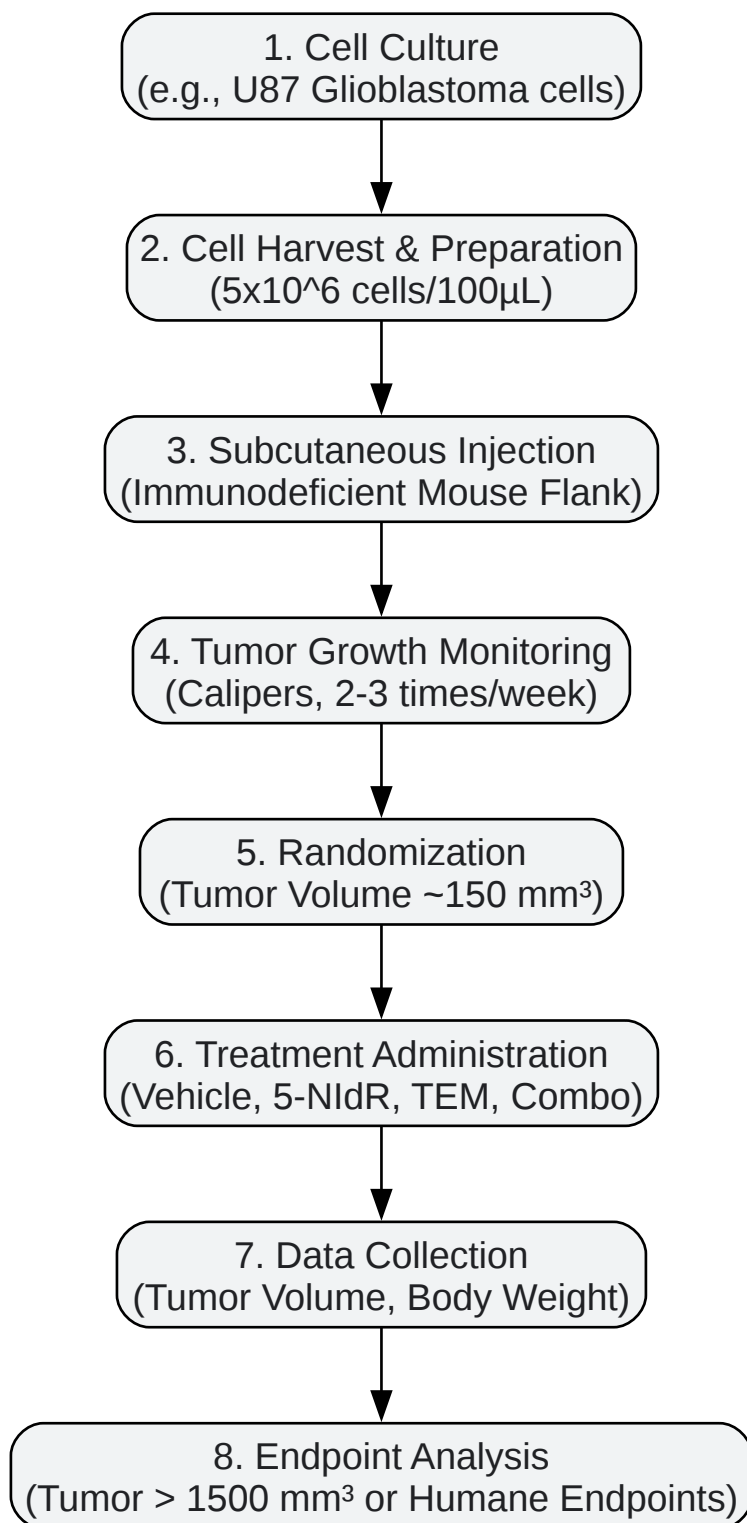 1. Cell Culture
(e.g., U87 Glioblastoma cells)
2. Cell Harvest & Preparation
(5x10^6 cells/100µL)
3. Subcutaneous Injection
(Immunodeficient Mouse Flank)
4. Tumor Growth Monitoring
(Calipers, 2-3 times/week)
5. Randomization
(Tumor Volume ~150 mm³)
6. Treatment Administration
(Vehicle, 5-NIdR, TEM, Combo)
7. Data Collection
(Tumor Volume, Body Weight)
8. Endpoint Analysis
(Tumor > 1500 mm³ or Humane Endpoints)